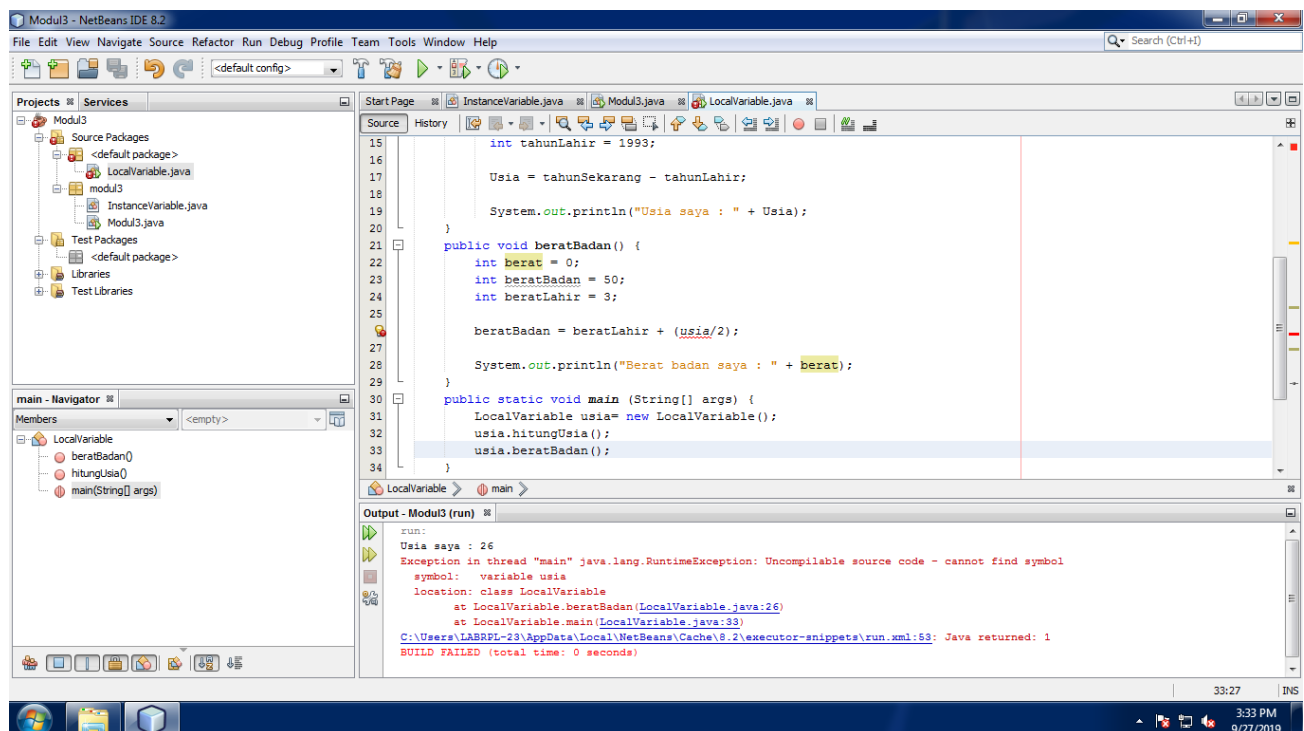 Modul3 - NetBeans IDE 8.2
File Edit View Navigate Source Refactor Run Debug Profile Team Tools Window Help
Search (Ctrl+I)
<default config>
Projects Services
Start Page InstanceVariable.java Modul3.java LocalVariable.java
Source History
Modul3
Source Packages
<default package>
LocalVariable.java
modul3
InstanceVariable.java
Modul3.java
Test Packages
<default package>
Libraries
Test Libraries
15 int tahunLahir = 1993;
16
17 Usia = tahunSekarang - tahunLahir;
18
19 System.out.println("Usia saya : " + Usia);
20 }
21 public void beratBadan() {
22 int berat = 0;
23 int beratBadan = 50;
24 int beratLahir = 3;
25
beratBadan = beratLahir + (usia/2);
27
28 System.out.println("Berat badan saya : " + berat);
29 }
30 public static void main (String[] args) {
31 LocalVariable usia= new LocalVariable();
32 usia.hitungUsia();
33 usia.beratBadan();
34 }
LocalVariable main
main - Navigator
Members <empty>
LocalVariable
beratBadan()
hitungUsia()
main(String[] args)
Output - Modul3 (run)
run:
Usia saya : 26
Exception in thread "main" java.lang.RuntimeException: Uncompilable source code - cannot find symbol
symbol: variable usia
location: class LocalVariable
at LocalVariable.beratBadan(LocalVariable.java:26)
at LocalVariable.main(LocalVariable.java:33)
C:\Users\LABRPL-23\AppData\Local\NetBeans\Cache\8.2\executor-snippets\run.xml:53: Java returned: 1
BUILD FAILED (total time: 0 seconds)
33:27 INS
3:33 PM
9/27/2019